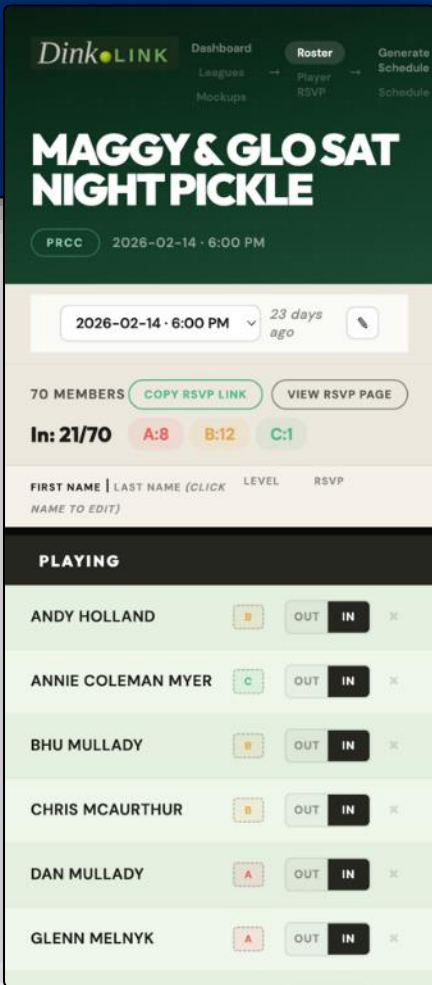 Dink LINK
Dashboard
Leagues
Mockups
→
Roster
Player
RSVP
→
Generate
Schedule
Schedule
MAGGY & GLO SAT
NIGHT PICKLE
PRCC 2026-02-14 · 6:00 PM
2026-02-14 · 6:00 PM 23 days
ago
70 MEMBERS COPY RSVP LINK VIEW RSVP PAGE
In: 21/70 A:8 B:12 C:1
FIRST NAME | LAST NAME (CLICK LEVEL RSVP
NAME TO EDIT)
PLAYING
ANDY HOLLAND B OUT IN ×
ANNIE COLEMAN MYER C OUT IN ×
BHU MULLADY B OUT IN ×
CHRIS MCAURTHUR B OUT IN ×
DAN MULLADY A OUT IN ×
GLENN MELNYK A OUT IN ×